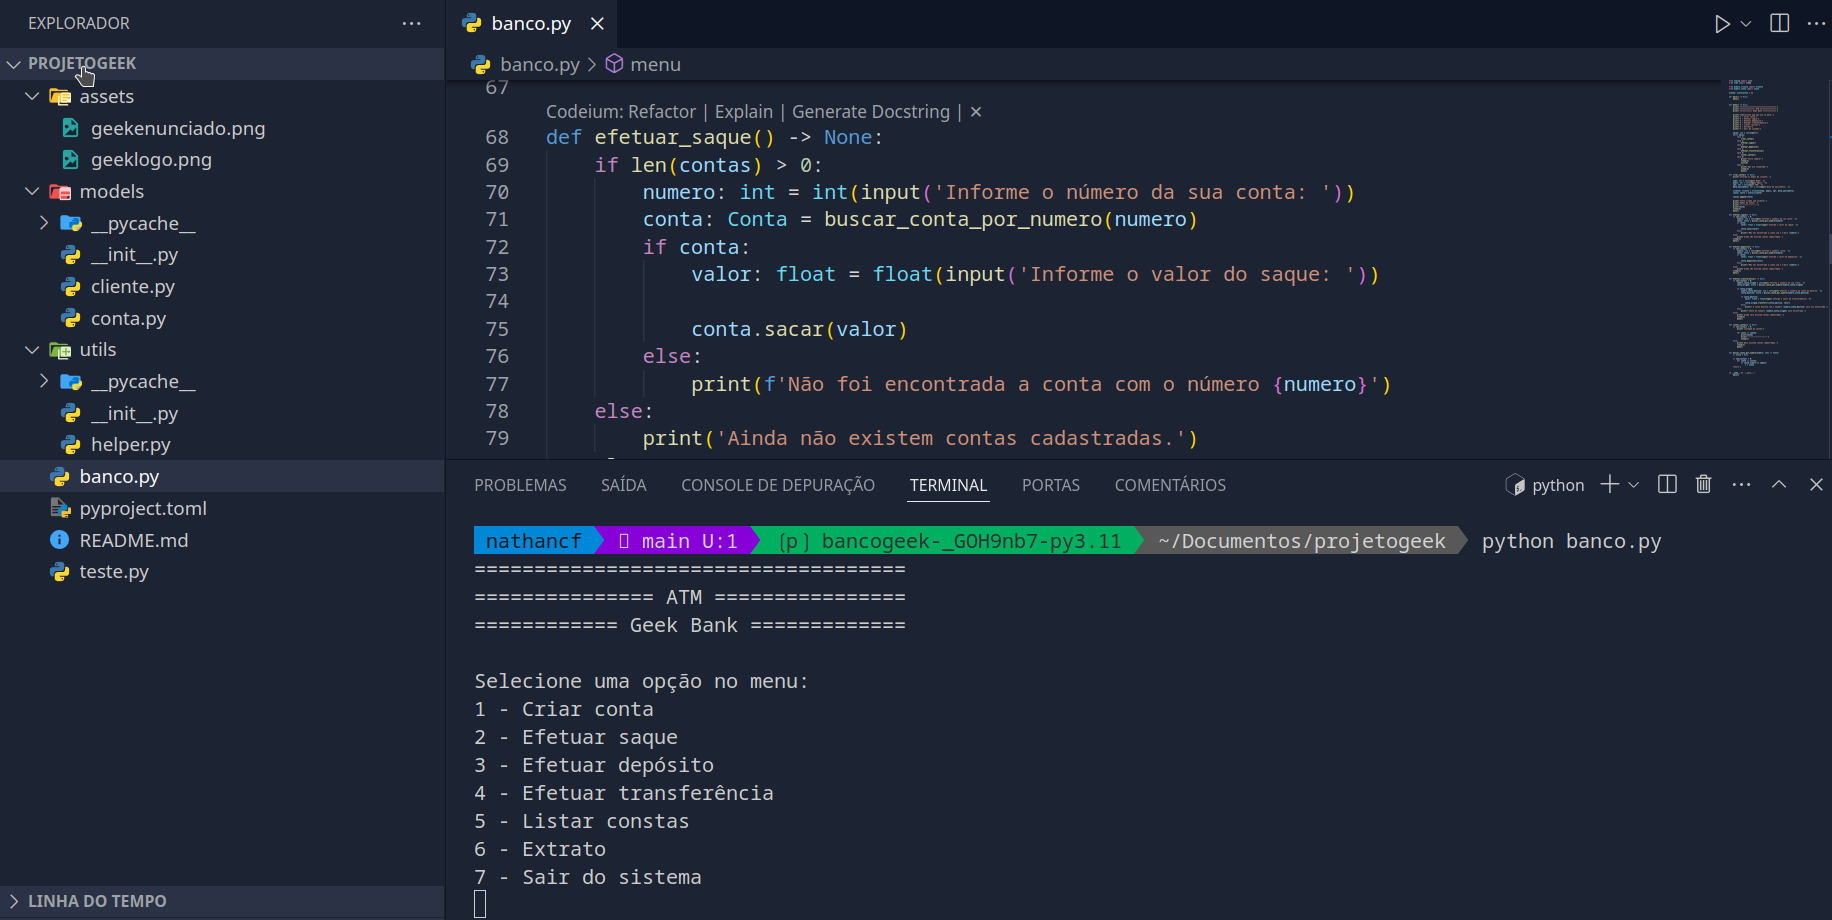 EXPLORADOR
PROJETOGEEK
assets
geekenunciado.png
geeklogo.png
models
__pycache__
__init__.py
cliente.py
conta.py
utils
__pycache__
__init__.py
helper.py
banco.py
pyproject.toml
README.md
teste.py
LINHA DO TEMPO
banco.py
banco.py > menu
67
Codeium: Refactor | Explain | Generate Docstring | ✕
68 def efetuar_saque() -> None:
69     if len(contas) > 0:
70         numero: int = int(input('Informe o número da sua conta: '))
71         conta: Conta = buscar_conta_por_numero(numero)
72         if conta:
73             valor: float = float(input('Informe o valor do saque: '))
74
75             conta.sacar(valor)
76         else:
77             print(f'Não foi encontrada a conta com o número {numero}')
78     else:
79         print('Ainda não existem contas cadastradas.')
PROBLEMAS SAÍDA CONSOLE DE DEPURAÇÃO TERMINAL PORTAS COMENTÁRIOS python
nathancf main U:1 (p) bancogeek-_GOH9nb7-py3.11 ~/Documentos/projetogeek python banco.py
====================================
=============== ATM ================
============ Geek Bank =============
Selecione uma opção no menu:
1 - Criar conta
2 - Efetuar saque
3 - Efetuar depósito
4 - Efetuar transferência
5 - Listar constas
6 - Extrato
7 - Sair do sistema